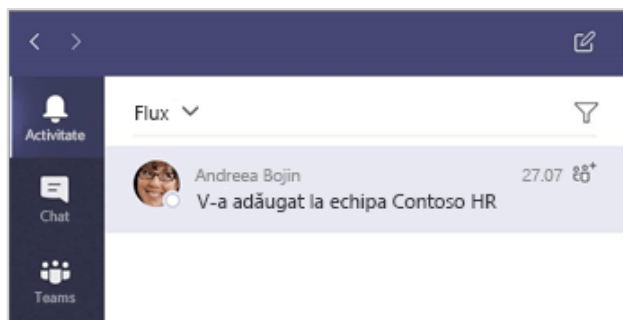 Activitate
Chat
Teams
Flux
Andreea Bojin 27.07
V-a adăugat la echipa Contoso HR